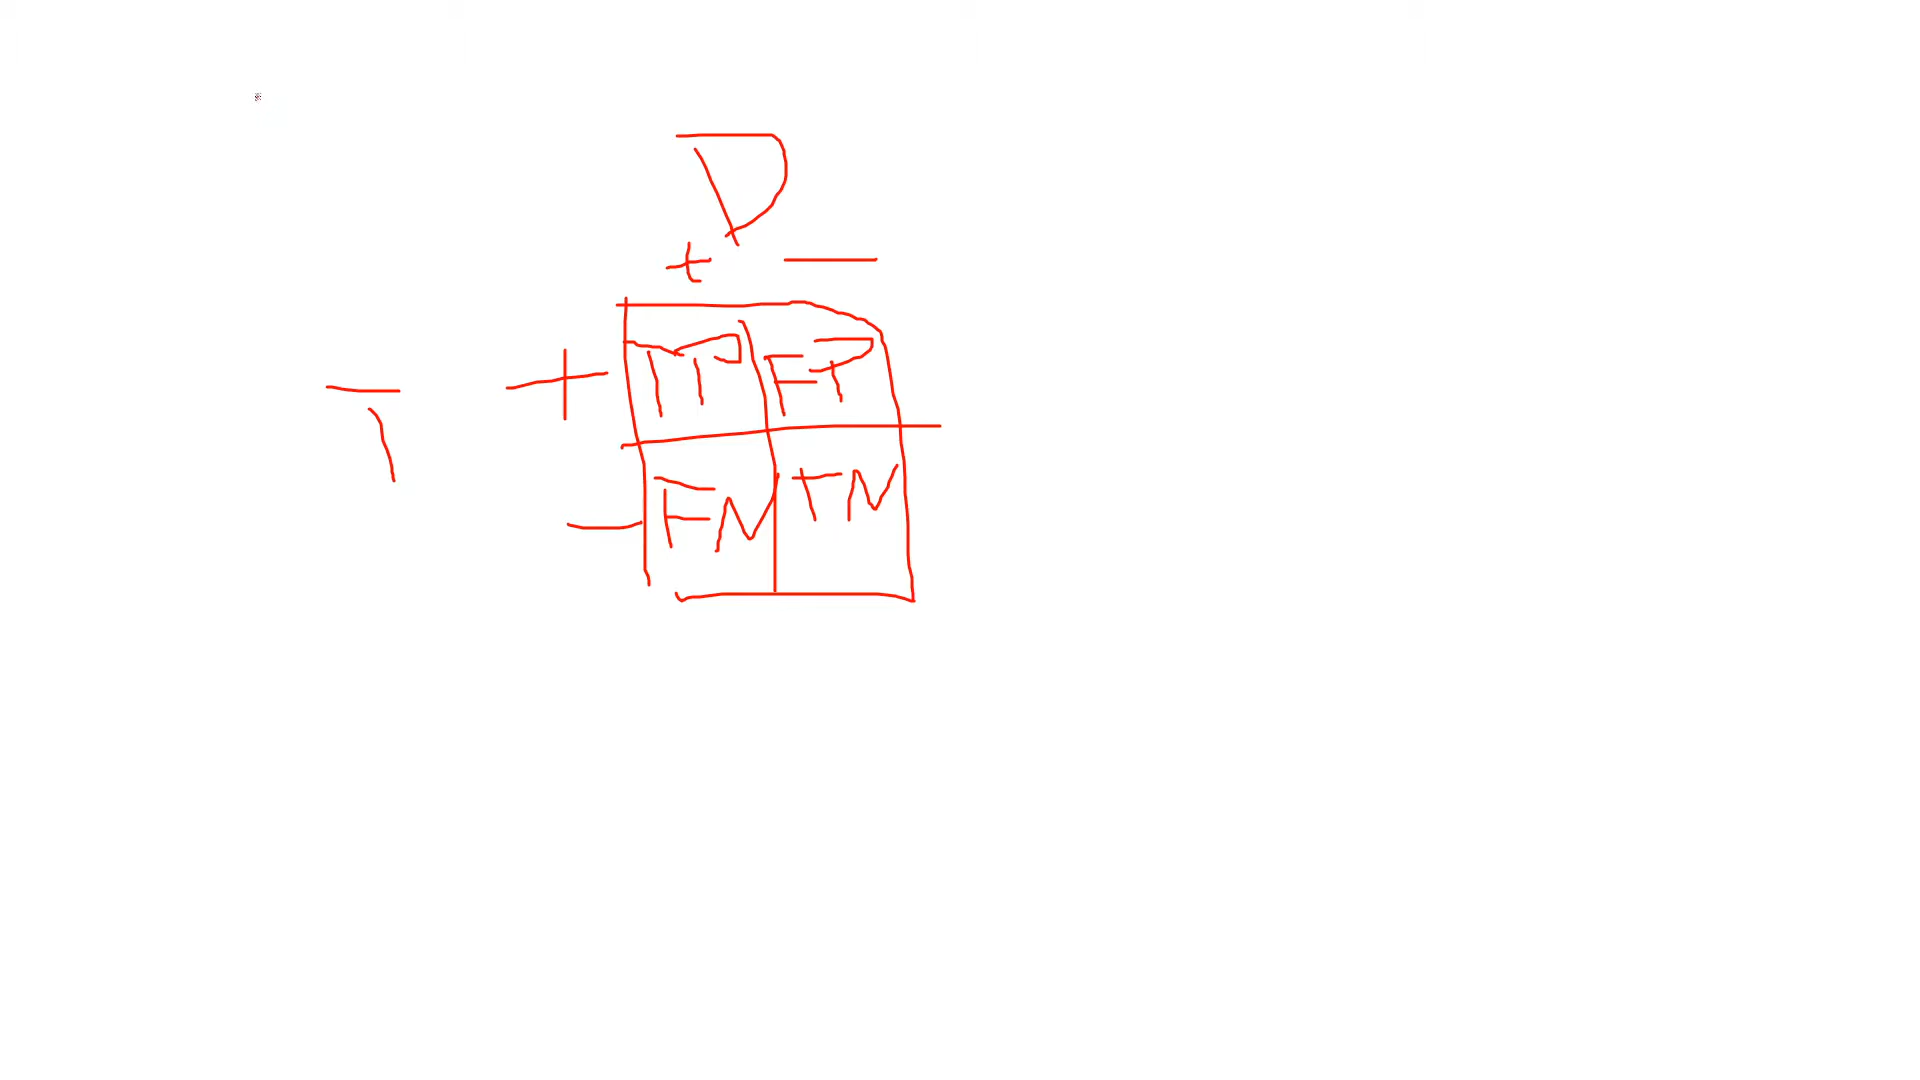 D
+ —
T + TP FP
— FN TN